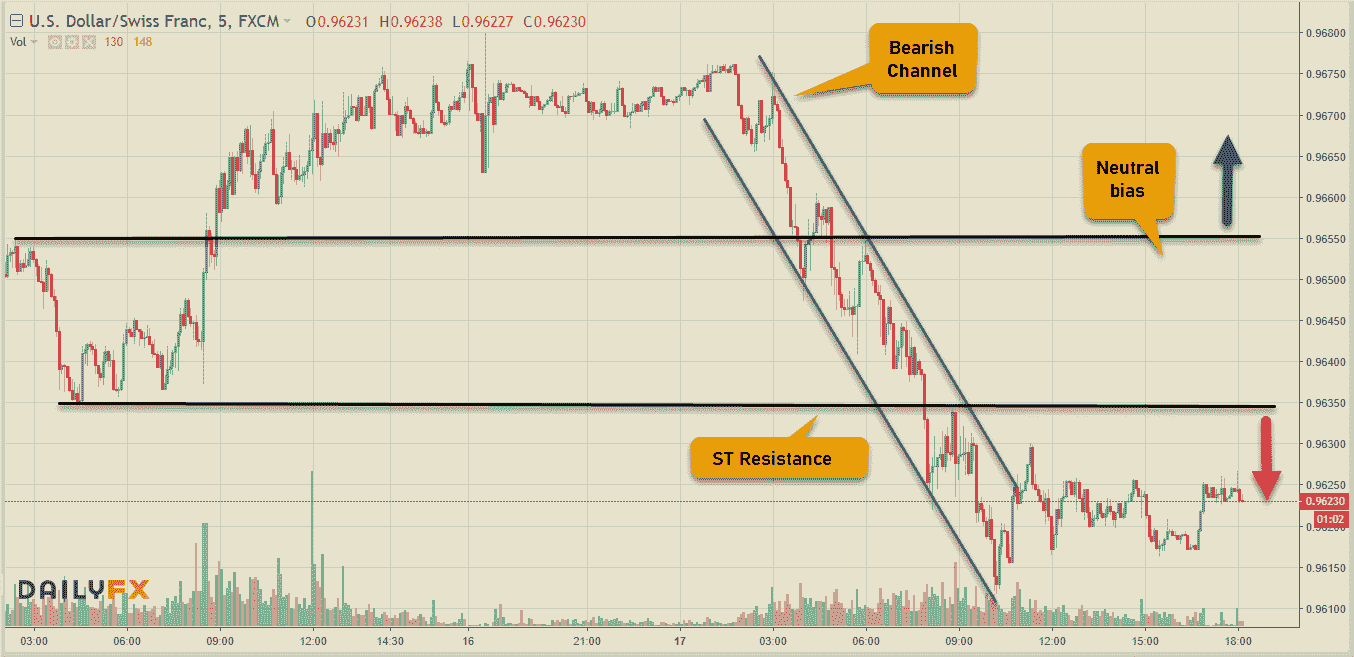 U.S. Dollar/Swiss Franc, 5, FXCM O0.96231 H0.96238 L0.96227 C0.96230
Vol 130 148
Bearish
Channel
Neutral
bias
ST Resistance
0.96800
0.96750
0.96700
0.96650
0.96600
0.96550
0.96500
0.96450
0.96400
0.96350
0.96300
0.96250
0.96230
01:02
0.96200
0.96150
0.96100
DAILYFX
03:00 06:00 09:00 12:00 14:30 16 21:00 17 03:00 06:00 09:00 12:00 15:00 18:00